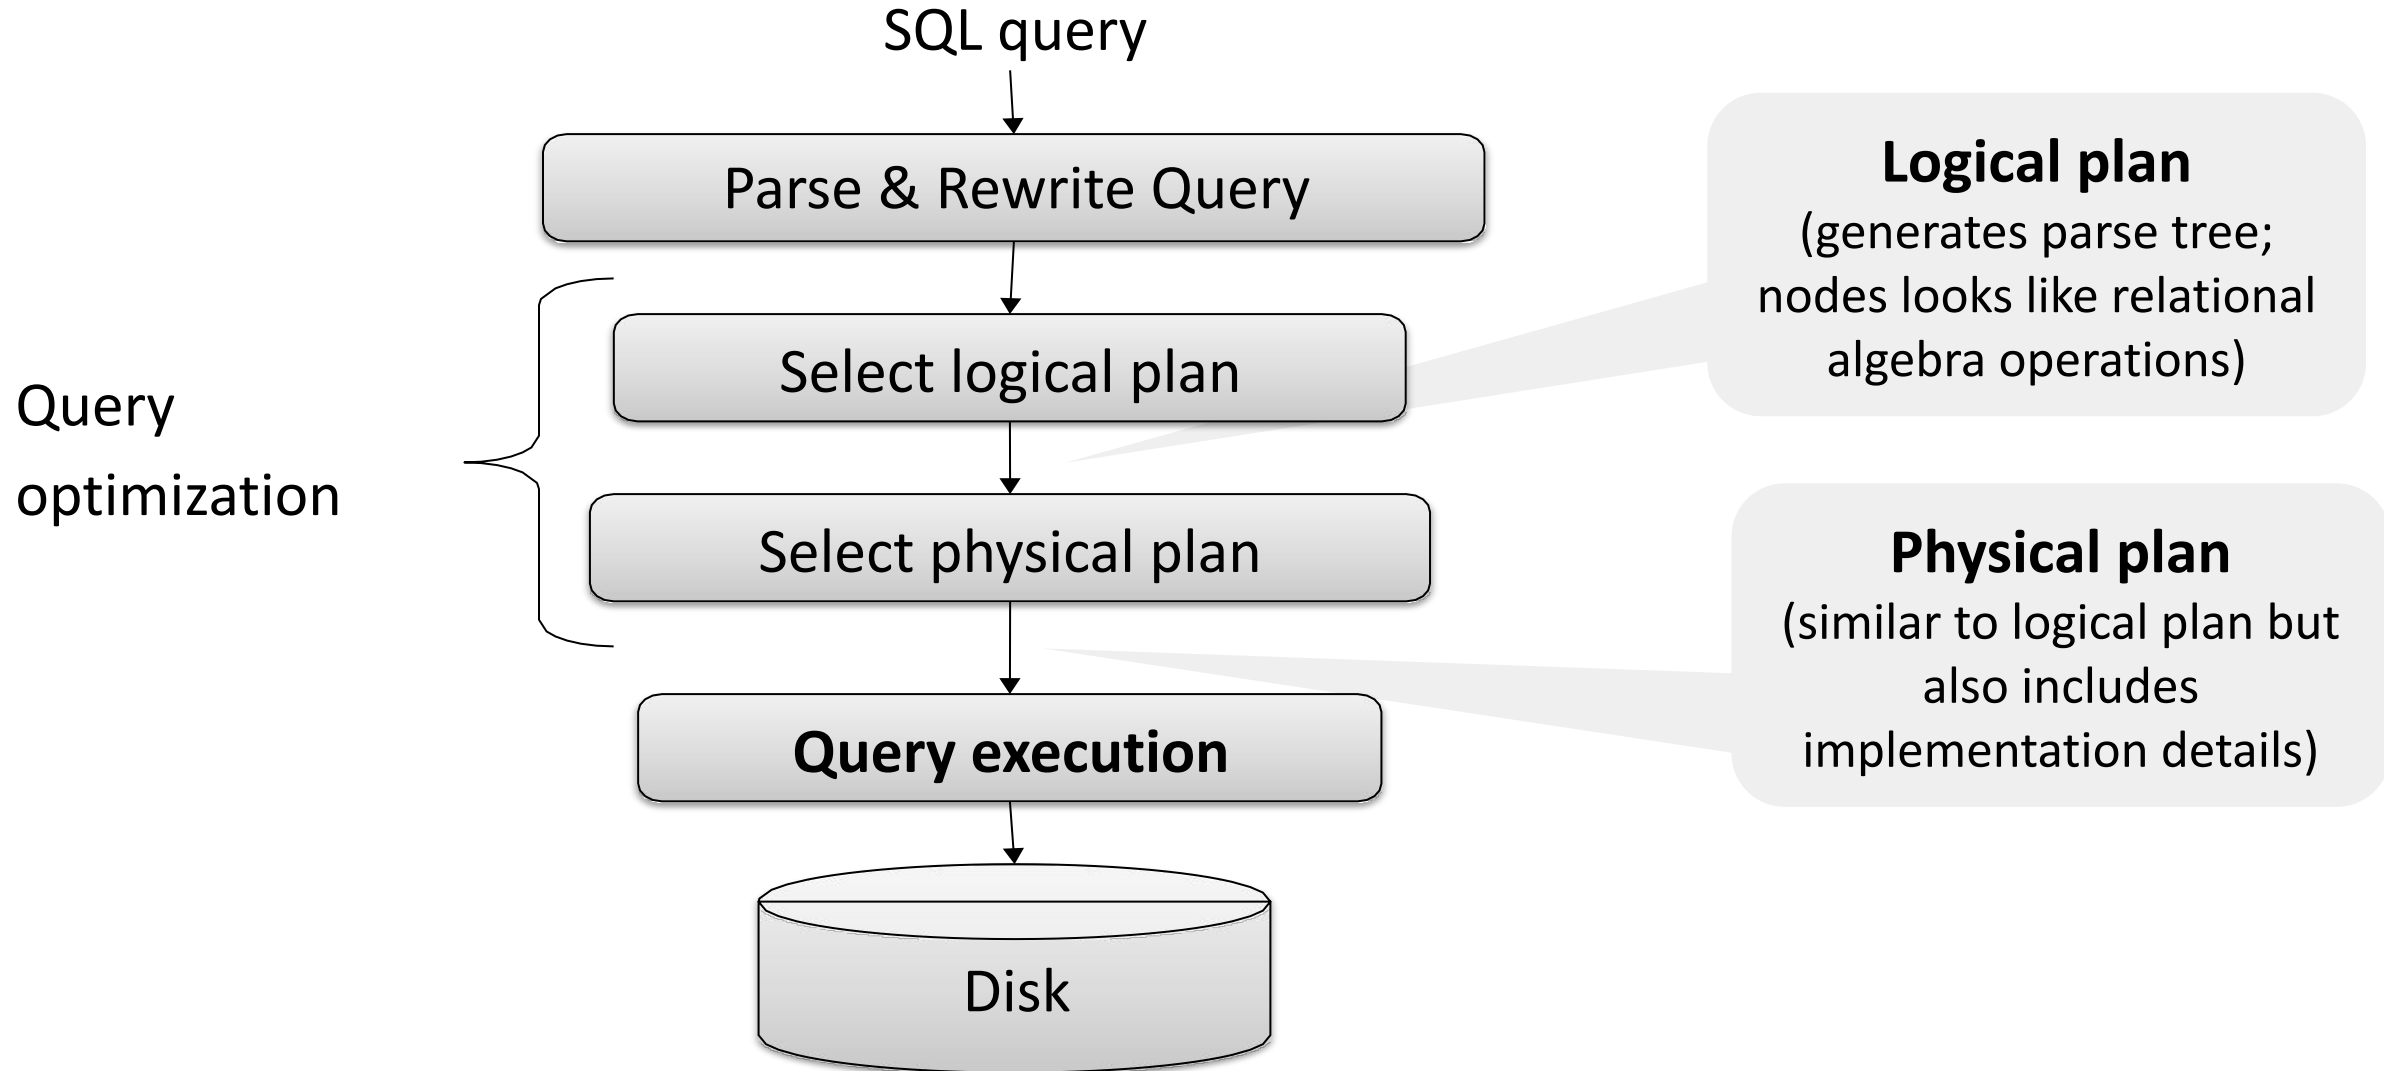 SQL query
Parse & Rewrite Query
Select logical plan
Query
optimization
Select physical plan
Query execution
Disk
Logical plan
(generates parse tree;
nodes looks like relational
algebra operations)
Physical plan
(similar to logical plan but
also includes
implementation details)